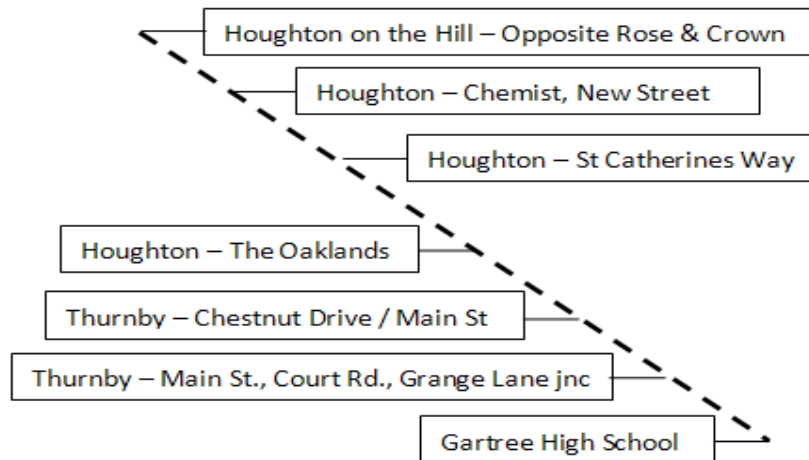 Houghton on the Hill – Opposite Rose & Crown
Houghton – Chemist, New Street
Houghton – St Catherines Way
Houghton – The Oaklands
Thurnby – Chestnut Drive / Main St
Thurnby – Main St., Court Rd., Grange Lane jnc
Gartree High School